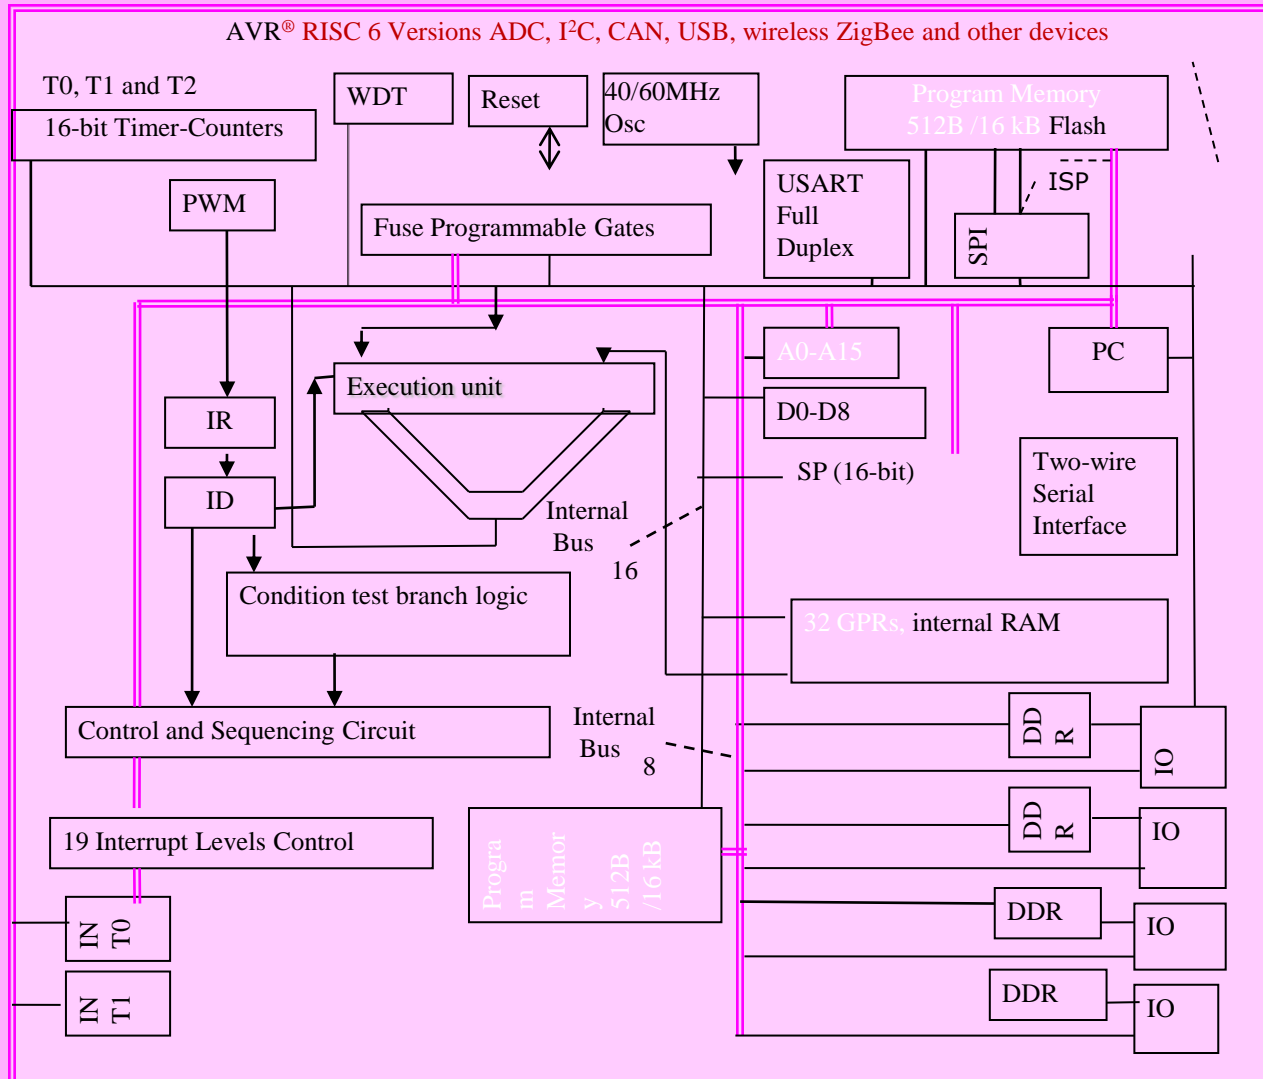 AVR® RISC 6 Versions ADC, I²C, CAN, USB, wireless ZigBee and other devices
T0, T1 and T2
16-bit Timer-Counters
WDT
Reset
40/60MHz
Osc
Program Memory
512B /16 kB Flash
USART
Full
Duplex
ISP
SPI
PWM
Fuse Programmable Gates
A0-A15
PC
Execution unit
D0-D8
IR
SP (16-bit)
Two-wire
Serial
Interface
ID
Internal
Bus
16
Condition test branch logic
32 GPRs, internal RAM
Control and Sequencing Circuit
Internal
Bus
8
DD
R
IO
19 Interrupt Levels Control
DD
R
IO
Progra
m
Memor
y
512B
/16 kB
IN
T0
DDR
IO
IN
T1
DDR
IO